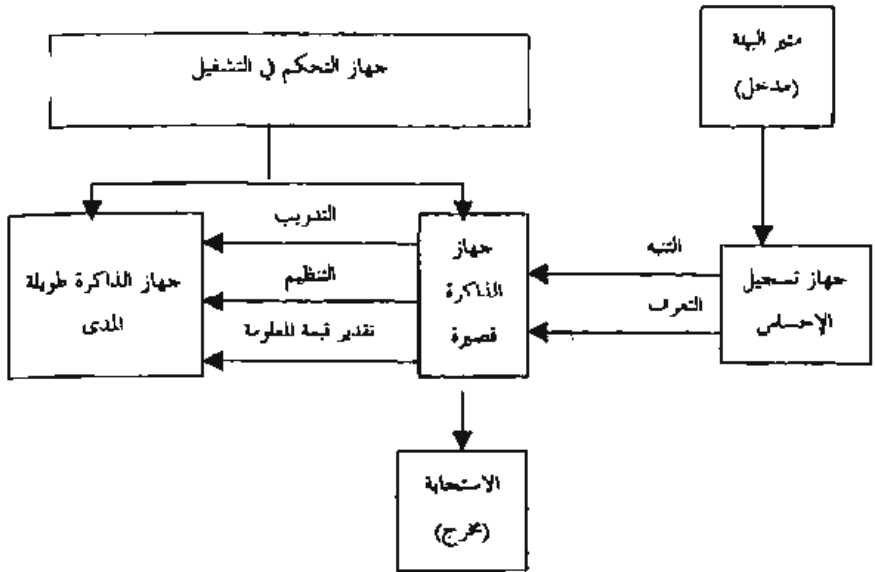 مثير البيئة
(مدخل)
جهاز التحكم في التشغيل
جهاز تسجيل
الإحساس
التنبه
التعرف
جهاز
الذاكرة
قصيرة
التدريب
التنظيم
تقدير قيمة المعلومة
جهاز الذاكرة طويلة
المدى
الاستجابة
(مخرج)